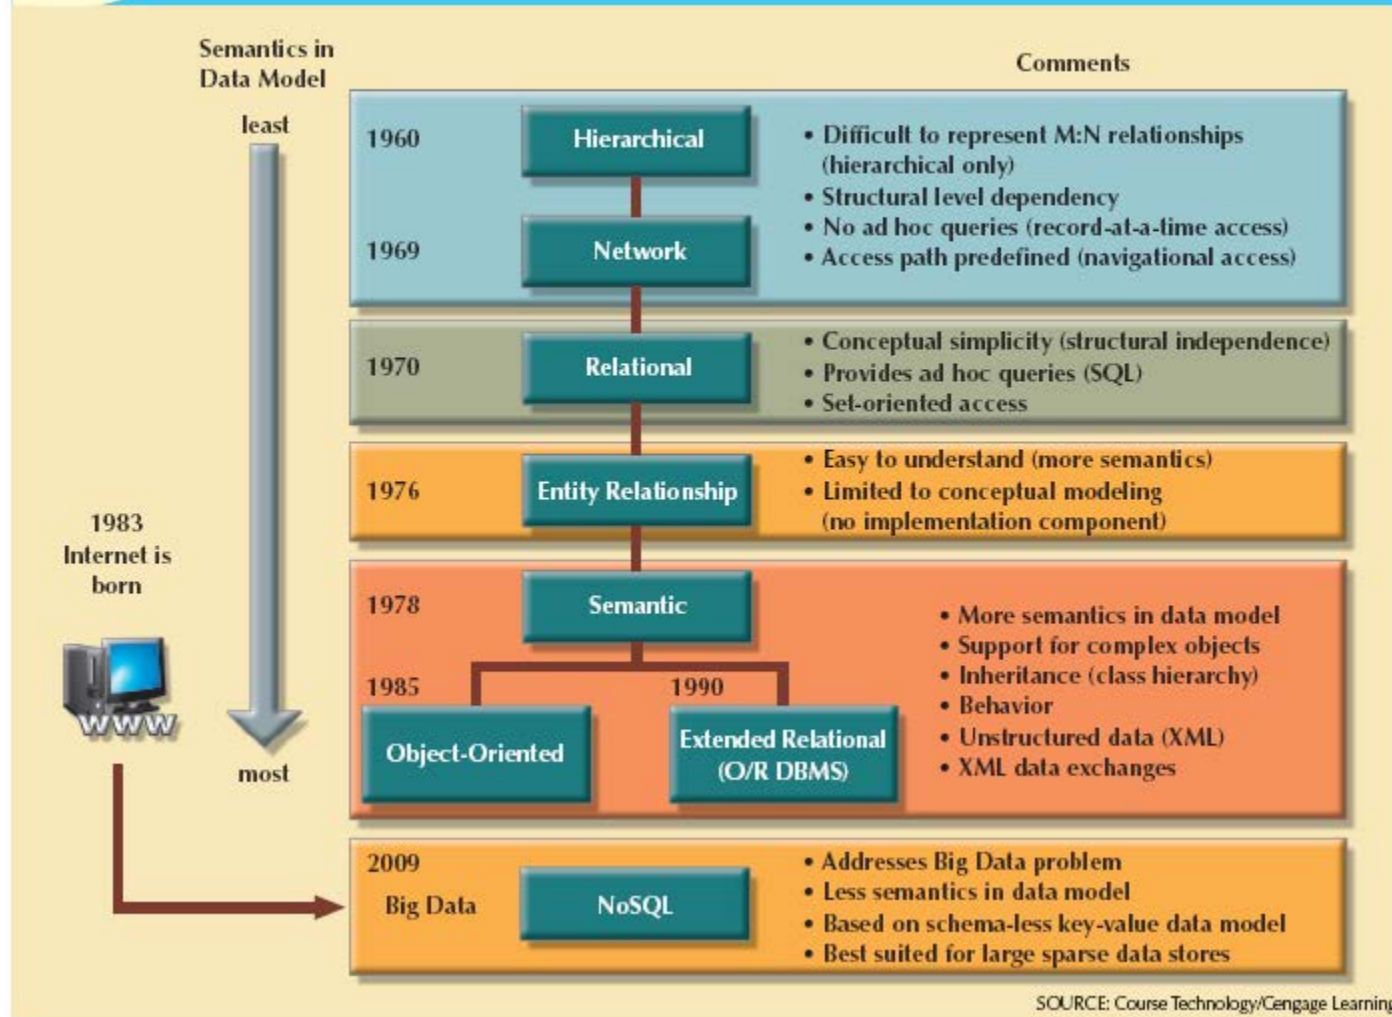 Semantics in
Data Model
least
most
Comments
1960
Hierarchical
1969
Network
• Difficult to represent M:N relationships
(hierarchical only)
• Structural level dependency
• No ad hoc queries (record-at-a-time access)
• Access path predefined (navigational access)
1970
Relational
• Conceptual simplicity (structural independence)
• Provides ad hoc queries (SQL)
• Set-oriented access
1976
Entity Relationship
• Easy to understand (more semantics)
• Limited to conceptual modeling
(no implementation component)
1983
Internet is
born
WWW
1978
Semantic
1985
Object-Oriented
1990
Extended Relational
(O/R DBMS)
• More semantics in data model
• Support for complex objects
• Inheritance (class hierarchy)
• Behavior
• Unstructured data (XML)
• XML data exchanges
2009
Big Data
NoSQL
• Addresses Big Data problem
• Less semantics in data model
• Based on schema-less key-value data model
• Best suited for large sparse data stores
SOURCE: Course Technology/Cengage Learning